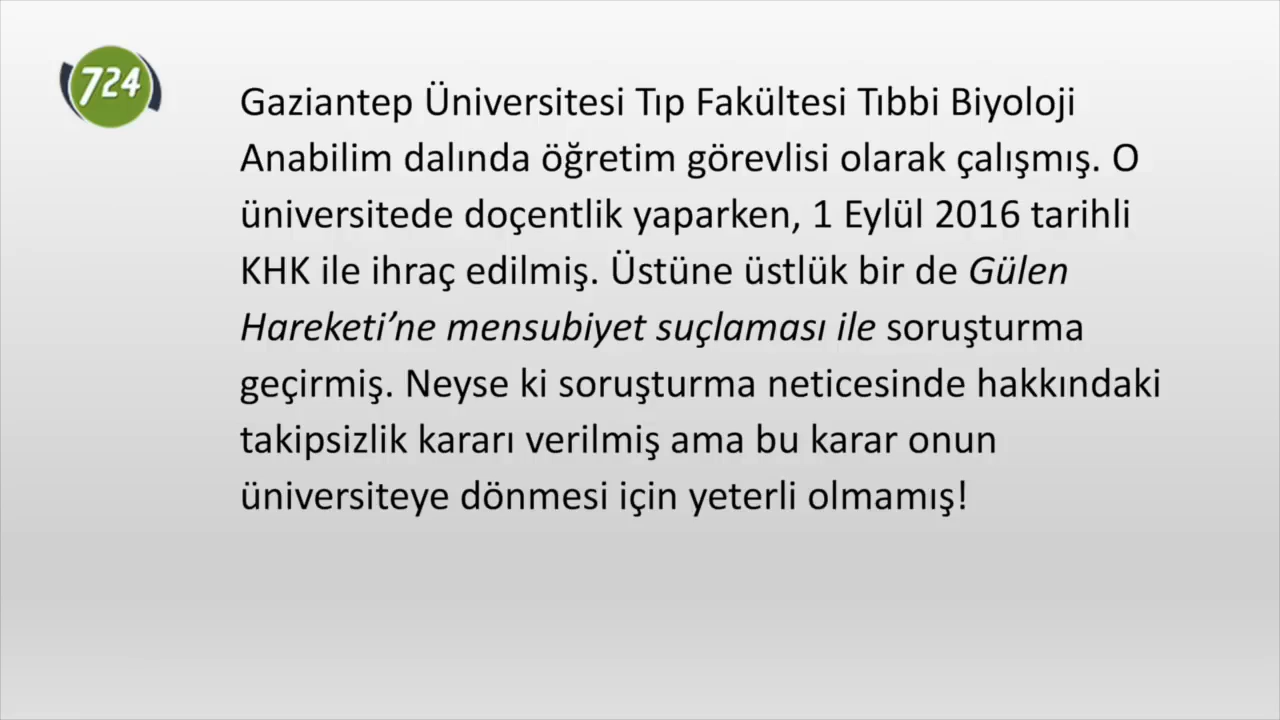 724
Gaziantep Üniversitesi Tıp Fakültesi Tıbbi Biyoloji
Anabilim dalında öğretim görevlisi olarak çalışmış. O
üniversitede doçentlik yaparken, 1 Eylül 2016 tarihli
KHK ile ihraç edilmiş. Üstüne üstlük bir de Gülen
Hareketi’ne mensubiyet suçlaması ile soruşturma
geçirmiş. Neyse ki soruşturma neticesinde hakkındaki
takipsizlik kararı verilmiş ama bu karar onun
üniversiteye dönmesi için yeterli olmamış!